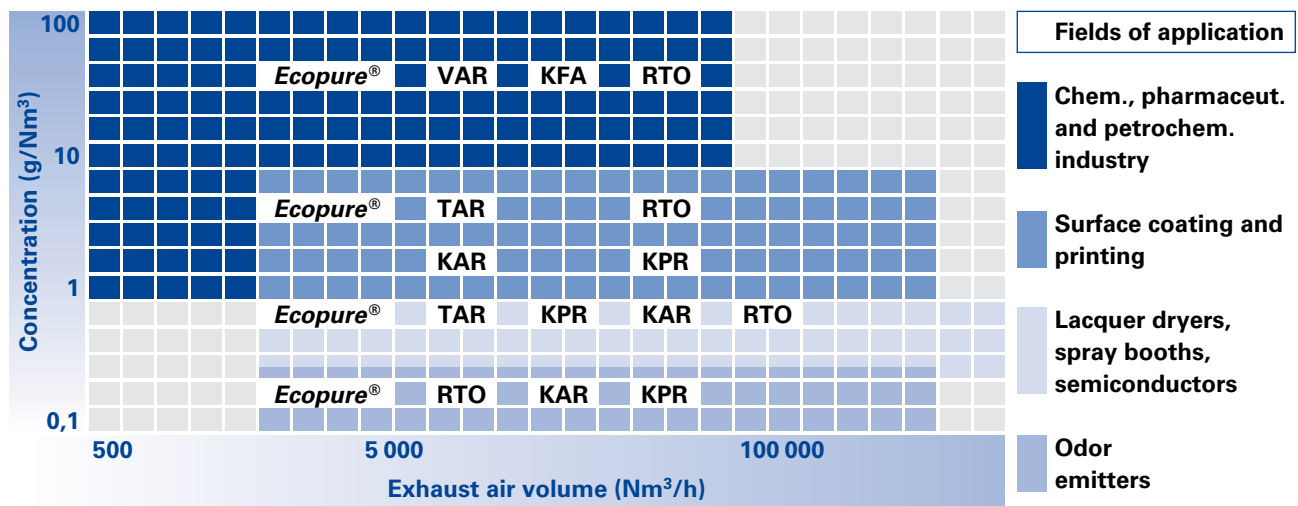 100
Ecopure® VAR KFA RTO
10
Ecopure® TAR RTO
KAR KPR
1
Ecopure® TAR KPR KAR RTO
Ecopure® RTO KAR KPR
0,1
Concentration (g/Nm³)
500 5 000 100 000
Exhaust air volume (Nm³/h)
Fields of application
Chem., pharmaceut.
and petrochem.
industry
Surface coating and
printing
Lacquer dryers,
spray booths,
semiconductors
Odor
emitters